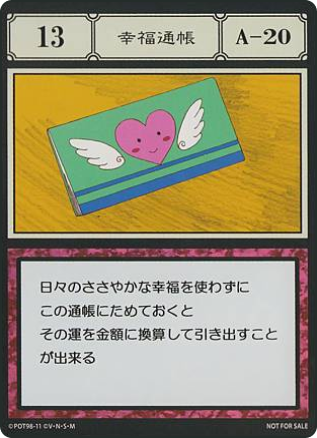 13 幸福通帳 A-20
日々のささやかな幸福を使わずに
この通帳にためておくと
その運を金額に換算して引き出すこと
が出来る
©POT98-11 ©V・N・S・M NOT FOR SALE